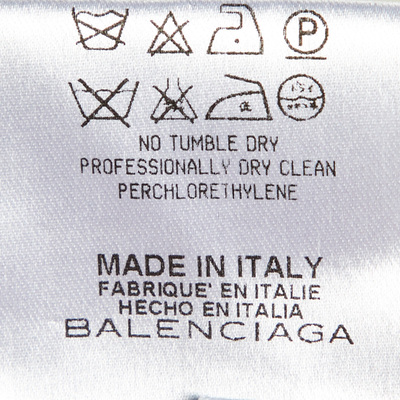 P
NO TUMBLE DRY
PROFESSIONALLY DRY CLEAN
PERCHLORETHYLENE
MADE IN ITALY
FABRIQUE' EN ITALIE
HECHO EN ITALIA
BALENCIAGA